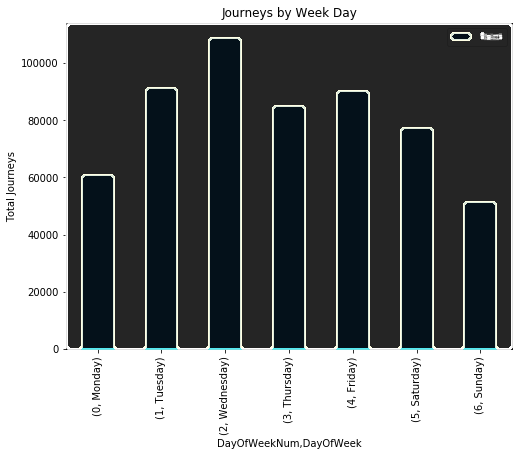 Journeys by Week Day
Total Journeys
100000
80000
60000
40000
20000
0
(0, Monday)
(1, Tuesday)
(2, Wednesday)
(3, Thursday)
(4, Friday)
(5, Saturday)
(6, Sunday)
DayOfWeekNum,DayOfWeek